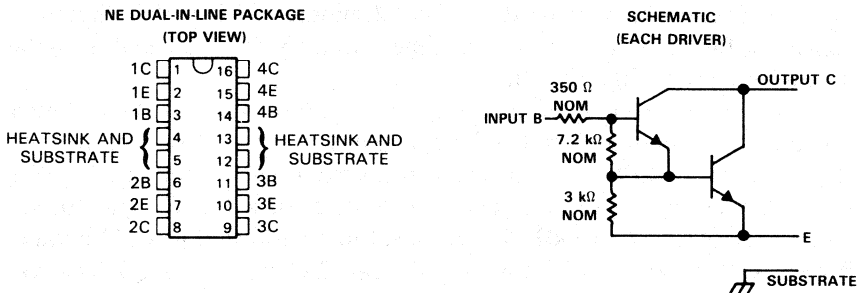 NE DUAL-IN-LINE PACKAGE
(TOP VIEW)
1C 1 16 4C
1E 2 15 4E
1B 3 14 4B
HEATSINK AND SUBSTRATE { 4 13 } HEATSINK AND SUBSTRATE
5 12
2B 6 11 3B
2E 7 10 3E
2C 8 9 3C
SCHEMATIC
(EACH DRIVER)
OUTPUT C
350 Ω
NOM
INPUT B
7.2 kΩ
NOM
3 kΩ
NOM
E
SUBSTRATE